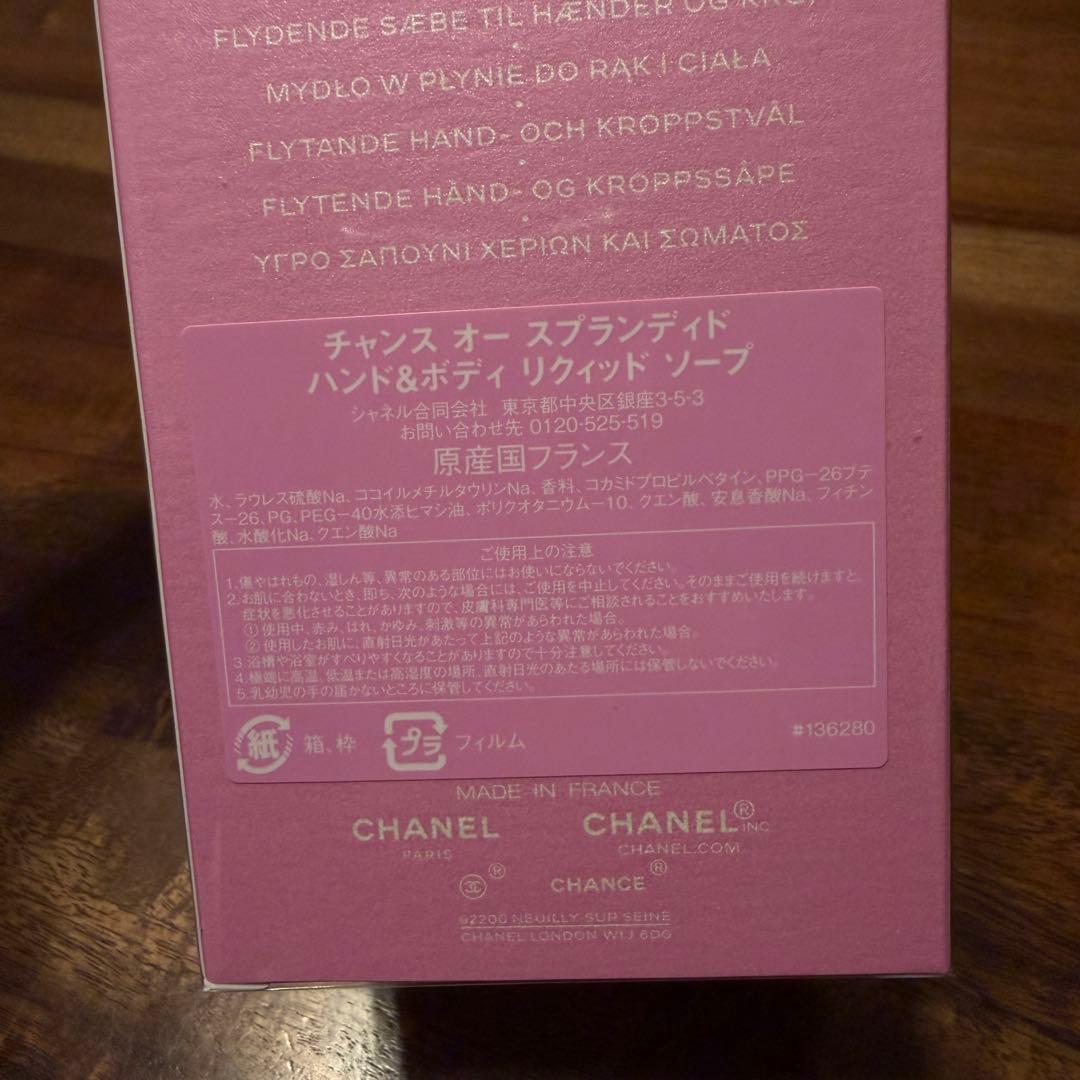 FLYDENDE SÆBE TIL HÆNDER OG KRO
MYDŁO W PŁYNIE DO RĄK I CIAŁA
FLYTANDE HAND- OCH KROPPSTVÅL
FLYTENDE HÅND- OG KROPPSSÅPE
ΥΓΡΟ ΣΑΠΟΥΝΙ ΧΕΡΙΩΝ ΚΑΙ ΣΩΜΑΤΟΣ
チャンス オー スプランディド
ハンド&ボディ リクィッド ソープ
シャネル合同会社 東京都中央区銀座3-5-3
お問い合わせ先 0120-525-519
原産国フランス
水、ラウレス硫酸Na、ココイルメチルタウリンNa、香料、コカミドプロピルベタイン、PPG-26ブテ
ス-26、PG、PEG-40水添ヒマシ油、ポリクオタニウム-10、クエン酸、安息香酸Na、フィチン
酸、水酸化Na、クエン酸Na
ご使用上の注意
1.傷やはれもの、湿しん等、異常のある部位にはお使いにならないでください。
2.お肌に合わないとき、即ち、次のような場合には、ご使用を中止してください。そのままご使用を続けますと、
症状を悪化させることがありますので、皮膚科専門医等にご相談されることをおすすめいたします。
①使用中、赤み、はれ、かゆみ、刺激等の異常があらわれた場合。
②使用したお肌に、直射日光があたって上記のような異常があらわれた場合。
3.浴槽や浴室がすべりやすくなることがありますので十分注意してください。
4.極端に高温、低温または高湿度の場所、直射日光のあたる場所には保管しないでください。
5.乳幼児の手の届かないところに保管してください。
紙 箱、枠 プラ フィルム #136280
MADE IN FRANCE
CHANEL CHANEL® INC
PARIS CHANEL.COM
® CHANCE®
92200 NEUILLY SUR SEINE
CHANEL LONDON W1J 6DG